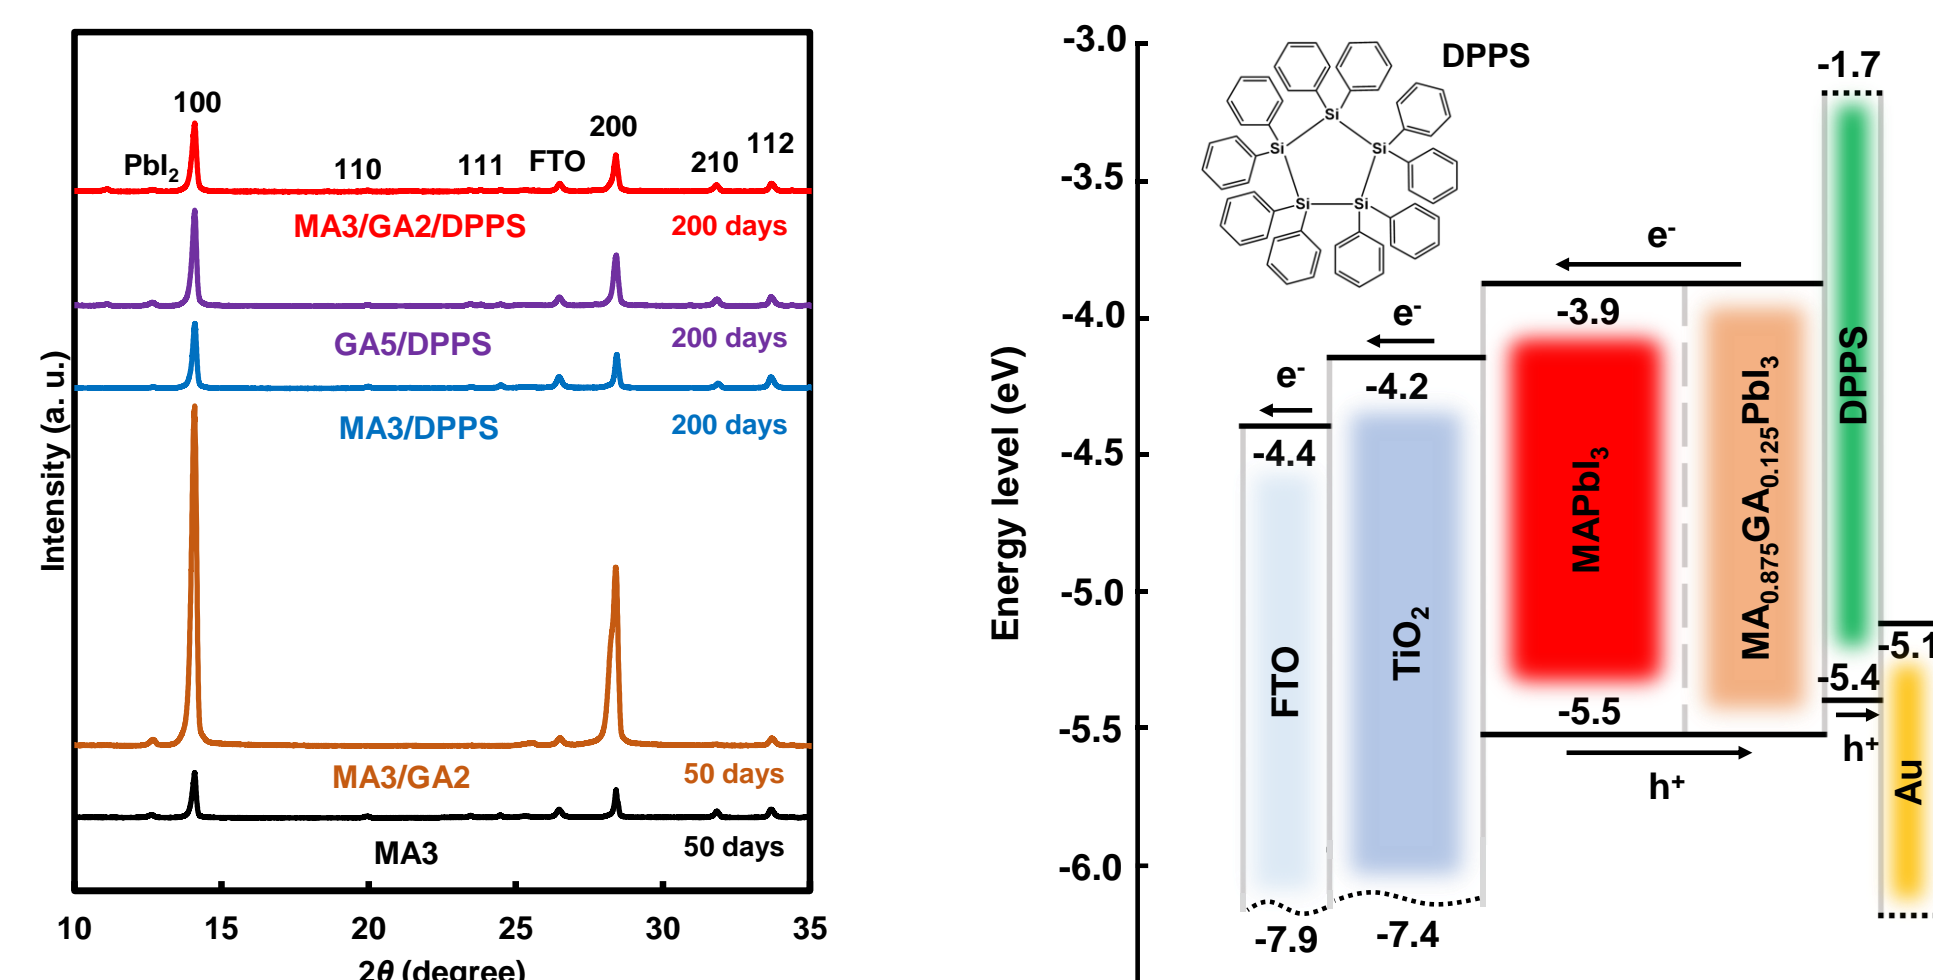 100
PbI₂
110
111
FTO
200
210
112
MA3/GA2/DPPS
200 days
GA5/DPPS
200 days
MA3/DPPS
200 days
MA3/GA2
50 days
MA3
50 days
Intensity (a. u.)
10
15
20
25
30
35
2θ (degree)
Energy level (eV)
-3.0
-3.5
-4.0
-4.5
-5.0
-5.5
-6.0
DPPS
Si
Si
Si
Si
Si
e⁻
-4.4
FTO
-7.9
e⁻
-4.2
TiO₂
-7.4
e⁻
-3.9
MAPbI₃
-5.5
MA₀.₈₇₅GA₀.₁₂₅PbI₃
h⁺
-1.7
DPPS
-5.4
h⁺
-5.1
Au